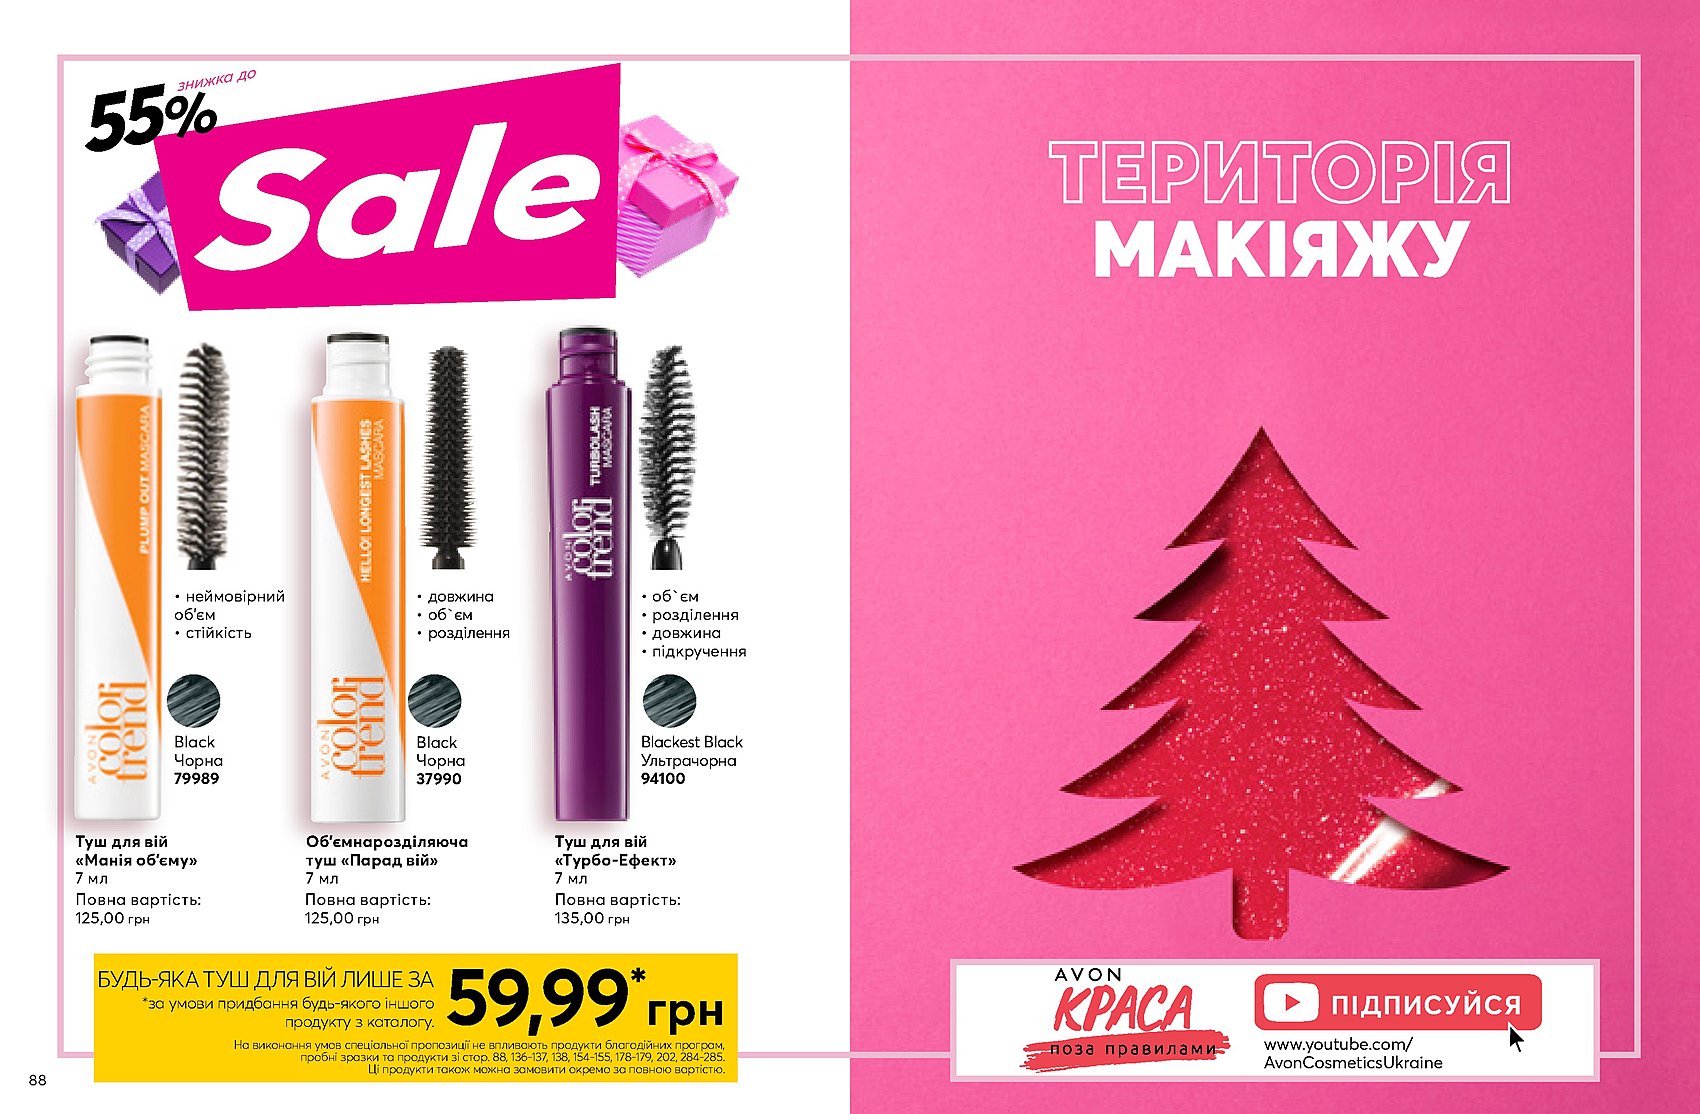 знижка до
55%
Sale
PLUMP OUT MASCARA
AVON
color
trend
• неймовірний
об'єм
• стійкість
Black
Чорна
79989
Туш для вій
«Манія об'єму»
7 мл
Повна вартість:
125,00 грн
HELLO! LONGEST LASHES
MASCARA
AVON
color
trend
• довжина
• об`єм
• розділення
Black
Чорна
37990
Об'ємнарозділяюча
туш «Парад вій»
7 мл
Повна вартість:
125,00 грн
TURBOLASH
MASCARA
AVON
color
trend
• об`єм
• розділення
• довжина
• підкручення
Blackest Black
Ультрачорна
94100
Туш для вій
«Турбо-Ефект»
7 мл
Повна вартість:
135,00 грн
БУДЬ-ЯКА ТУШ ДЛЯ ВІЙ ЛИШЕ ЗА
59,99* грн
*за умови придбання будь-якого іншого
продукту з каталогу.
На виконання умов спеціальної пропозиції не впливають продукти благодійних програм,
пробні зразки та продукти зі стор. 88, 136-137, 138, 154-155, 178-179, 202, 284-285.
Ці продукти також можна замовити окремо за повною вартістю.
88
ТЕРИТОРІЯ
МАКІЯЖУ
AVON
КРАСА
поза правилами
ПІДПИСУЙСЯ
www.youtube.com/
AvonCosmeticsUkraine